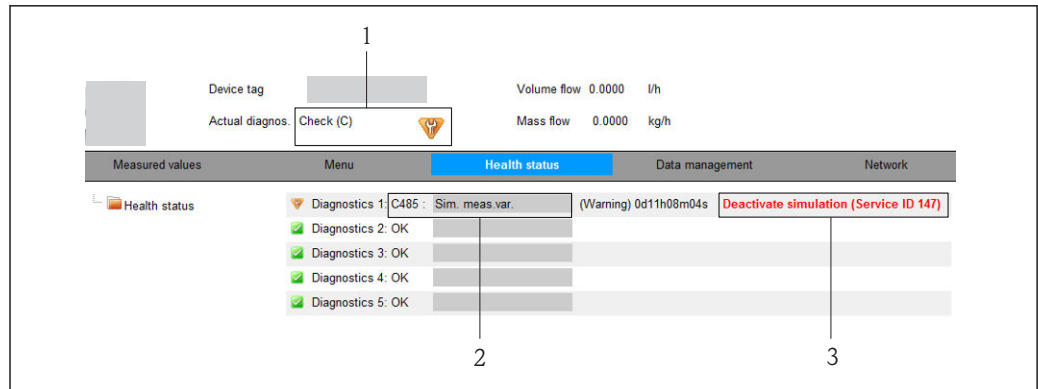 1
Device tag Volume flow 0.0000 l/h
Actual diagnos. Check (C) Mass flow 0.0000 kg/h
Measured values Menu Health status Data management Network
Health status Diagnostics 1: C485 : Sim. meas.var. (Warning) 0d11h08m04s Deactivate simulation (Service ID 147)
Diagnostics 2: OK
Diagnostics 3: OK
Diagnostics 4: OK
Diagnostics 5: OK
2 3